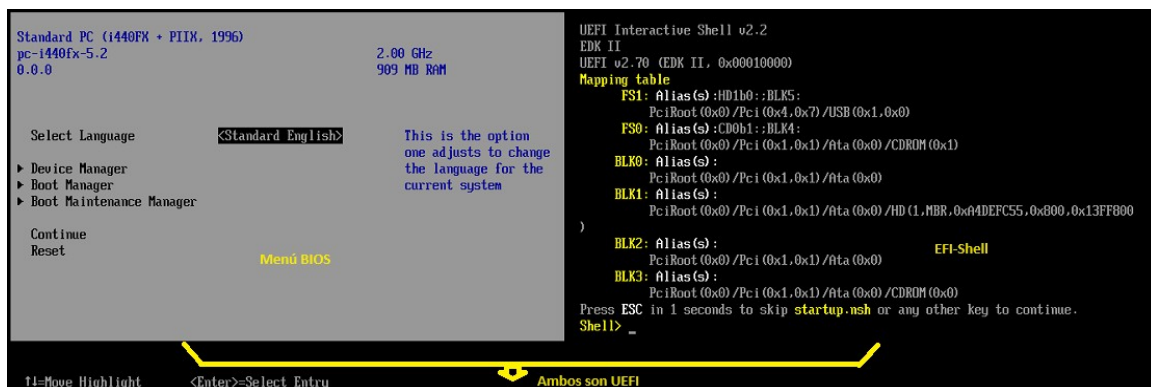 Standard PC (i440FX + PIIX, 1996)
pc-i440fx-5.2 2.00 GHz
0.0.0 909 MB RAM
Select Language <Standard English>
This is the option
one adjusts to change
the language for the
current system
▶ Device Manager
▶ Boot Manager
▶ Boot Maintenance Manager
Continue
Reset
Menú BIOS
↑↓=Move Highlight <Enter>=Select Entry
UEFI Interactive Shell v2.2
EDK II
UEFI v2.70 (EDK II, 0x00010000)
Mapping table
FS1: Alias(s):HD1b0:;BLK5:
PciRoot(0x0)/Pci(0x4,0x7)/USB(0x1,0x0)
FS0: Alias(s):CD0b1:;BLK4:
PciRoot(0x0)/Pci(0x1,0x1)/Ata(0x0)/CDROM(0x1)
BLK0: Alias(s):
PciRoot(0x0)/Pci(0x1,0x1)/Ata(0x0)
BLK1: Alias(s):
PciRoot(0x0)/Pci(0x1,0x1)/Ata(0x0)/HD(1,MBR,0xA4DEFC55,0x800,0x13FF800
)
BLK2: Alias(s):
PciRoot(0x0)/Pci(0x1,0x1)/Ata(0x0)
BLK3: Alias(s):
PciRoot(0x0)/Pci(0x1,0x1)/Ata(0x0)/CDROM(0x0)
Press ESC in 1 seconds to skip startup.nsh or any other key to continue.
Shell> _
EFI-Shell
Ambos son UEFI